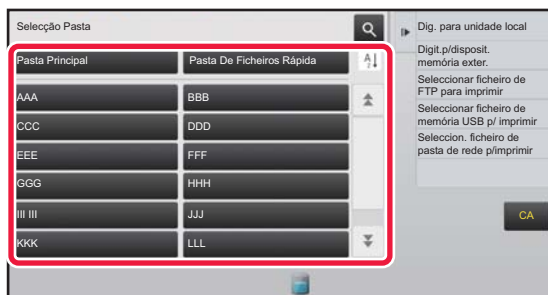 Selecção Pasta
Pasta Principal
Pasta De Ficheiros Rápida
AAA
BBB
CCC
DDD
EEE
FFF
GGG
HHH
III III
JJJ
KKK
LLL
Dig. para unidade local
Digit.p/disposit.
memória exter.
Seleccionar ficheiro de
FTP para imprimir
Seleccionar ficheiro de
memória USB p/ imprimir
Seleccion. ficheiro de
pasta de rede p/imprimir
CA